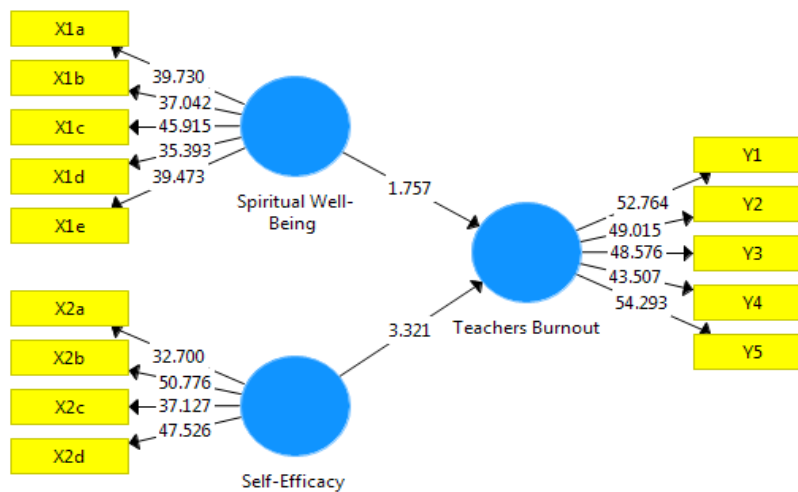 X1a
39.730
X1b
37.042
X1c
45.915
35.393
X1d
39.473
X1e
Spiritual Well-
Being
1.757
X2a
32.700
X2b
50.776
X2c
37.127
47.526
X2d
Self-Efficacy
3.321
Teachers Burnout
Y1
52.764
Y2
49.015
48.576
Y3
43.507
Y4
54.293
Y5